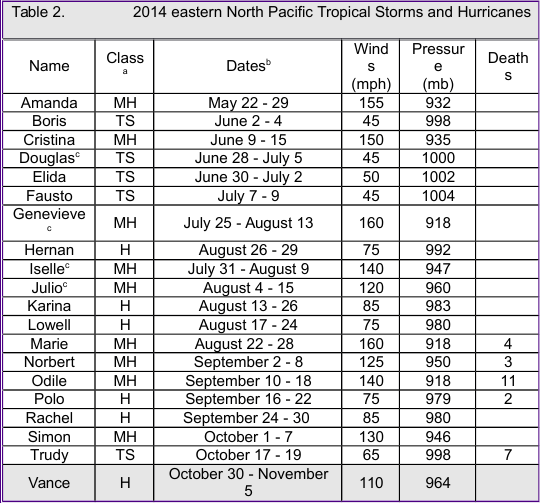 Table 2. 2014 eastern North Pacific Tropical Storms and Hurricanes
Name Class a Dates b Winds (mph) Pressure (mb) Deaths
Amanda MH May 22 - 29 155 932
Boris TS June 2 - 4 45 998
Cristina MH June 9 - 15 150 935
Douglas c TS June 28 - July 5 45 1000
Elida TS June 30 - July 2 50 1002
Fausto TS July 7 - 9 45 1004
Genevieve c MH July 25 - August 13 160 918
Hernan H August 26 - 29 75 992
Iselle c MH July 31 - August 9 140 947
Julio c MH August 4 - 15 120 960
Karina H August 13 - 26 85 983
Lowell H August 17 - 24 75 980
Marie MH August 22 - 28 160 918 4
Norbert MH September 2 - 8 125 950 3
Odile MH September 10 - 18 140 918 11
Polo H September 16 - 22 75 979 2
Rachel H September 24 - 30 85 980
Simon MH October 1 - 7 130 946
Trudy TS October 17 - 19 65 998 7
Vance H October 30 - November 5 110 964